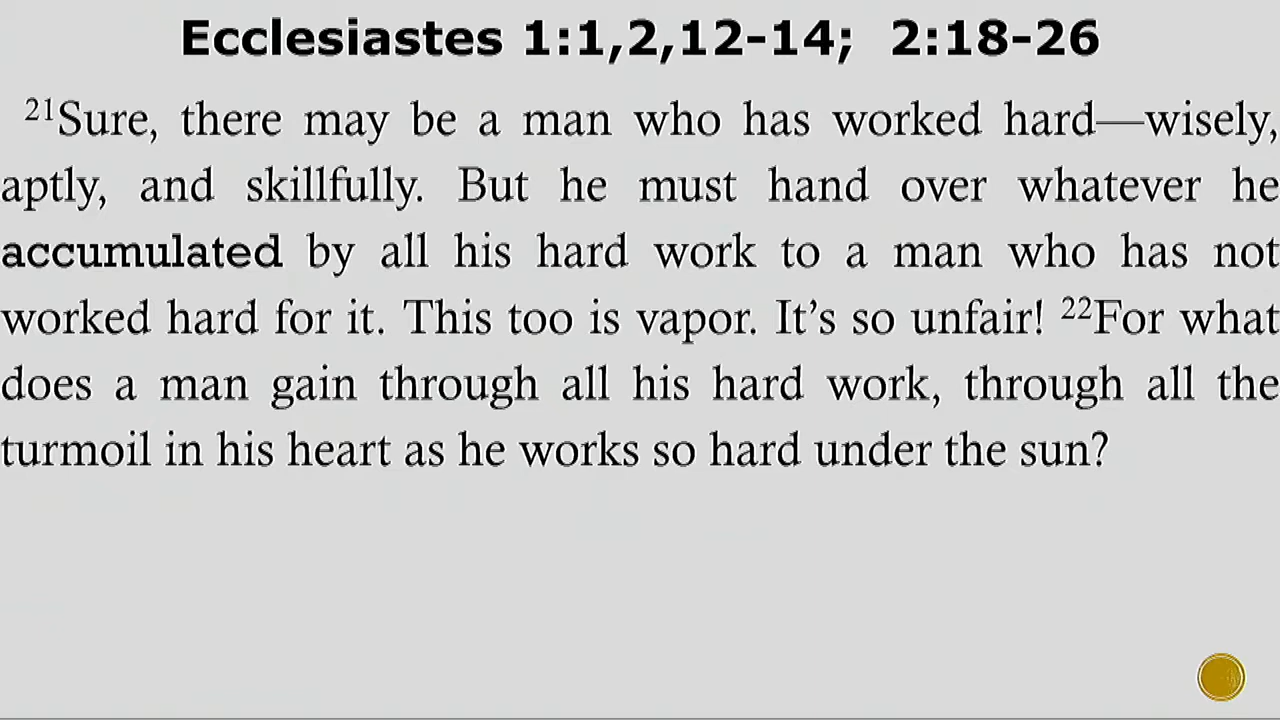 Ecclesiastes 1:1,2,12-14; 2:18-26
²¹Sure, there may be a man who has worked hard—wisely,
aptly, and skillfully. But he must hand over whatever he
accumulated by all his hard work to a man who has not
worked hard for it. This too is vapor. It’s so unfair! ²²For what
does a man gain through all his hard work, through all the
turmoil in his heart as he works so hard under the sun?